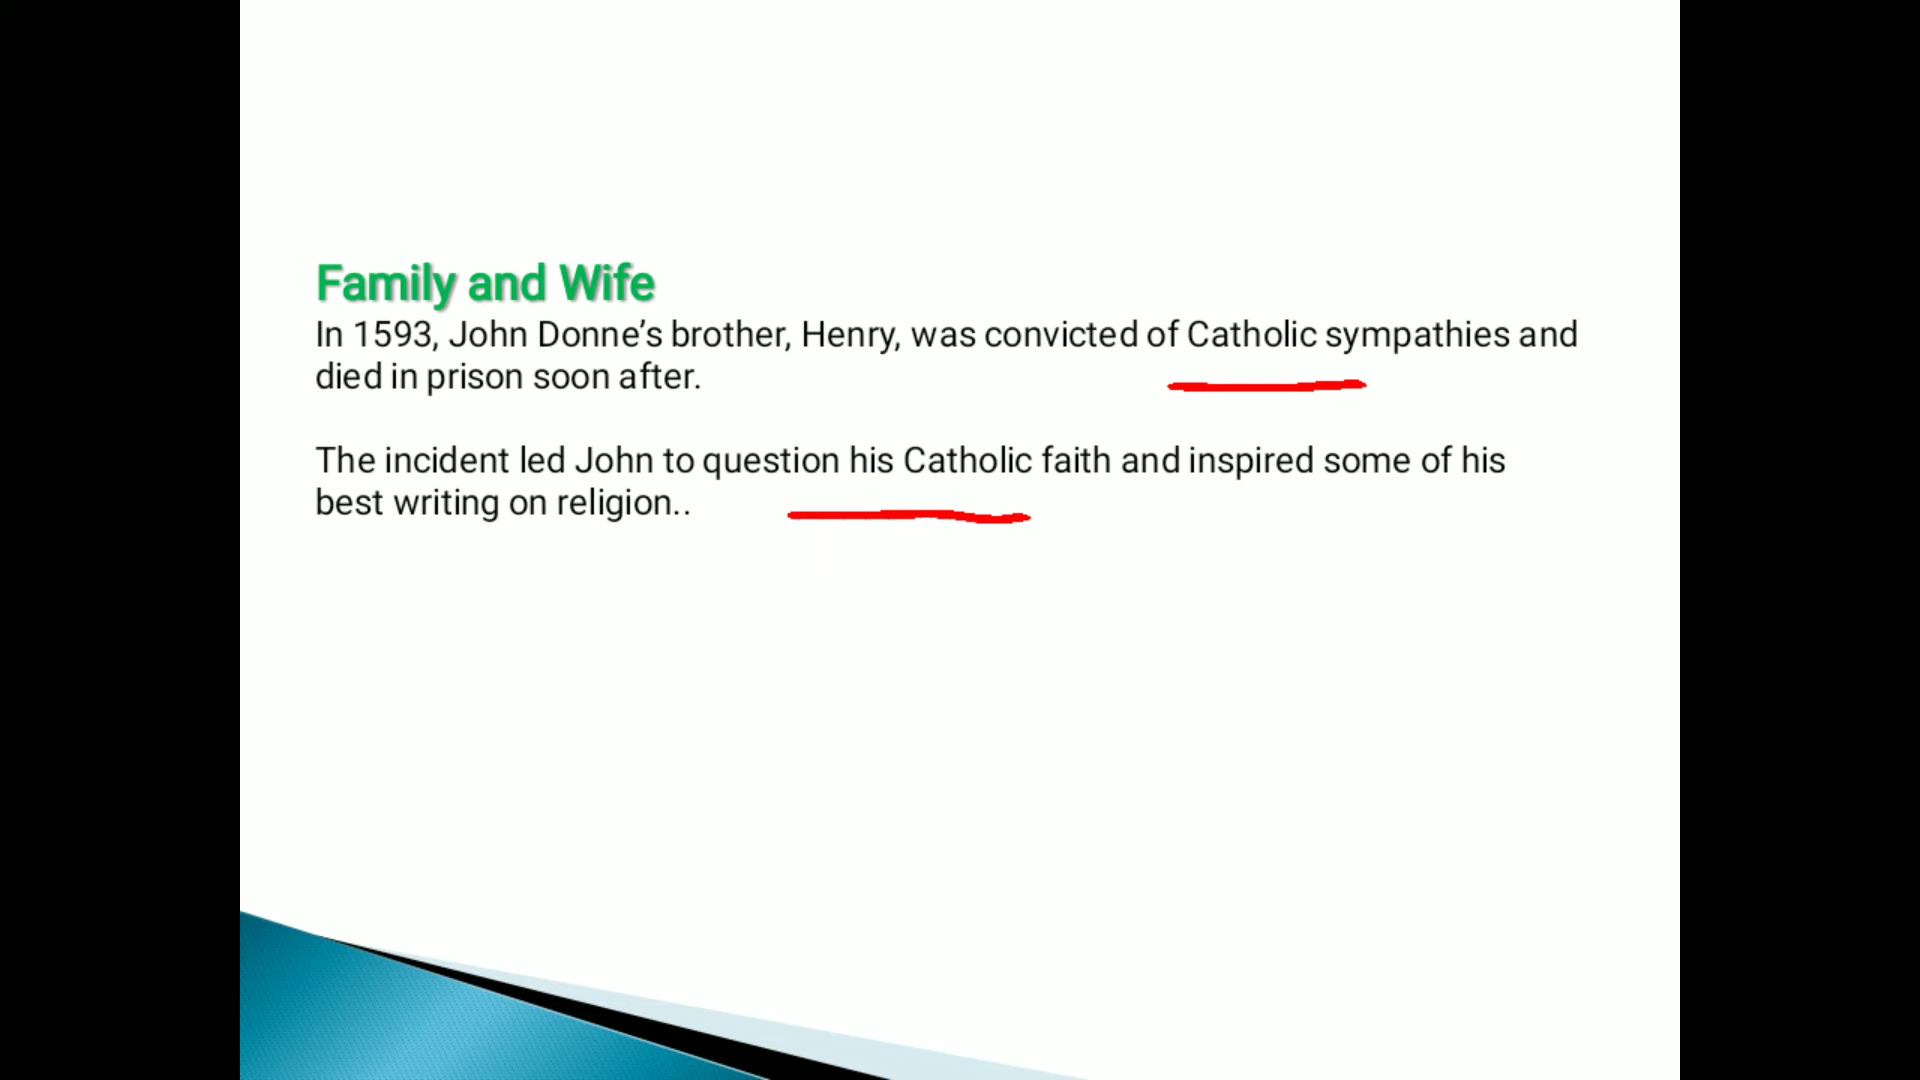 Family and Wife
In 1593, John Donne’s brother, Henry, was convicted of Catholic sympathies and
died in prison soon after.
The incident led John to question his Catholic faith and inspired some of his
best writing on religion..